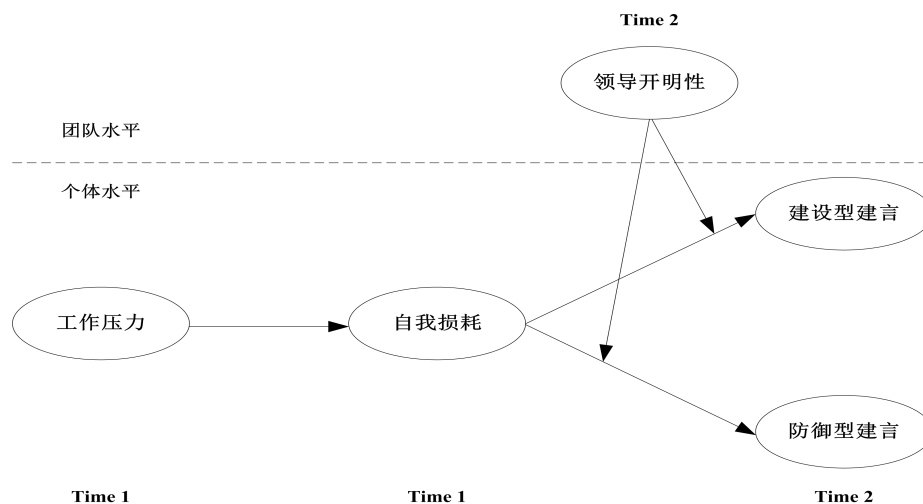 Time 2
领导开明性
团队水平
个体水平
建设型建言
工作压力
自我损耗
防御型建言
Time 1
Time 1
Time 2